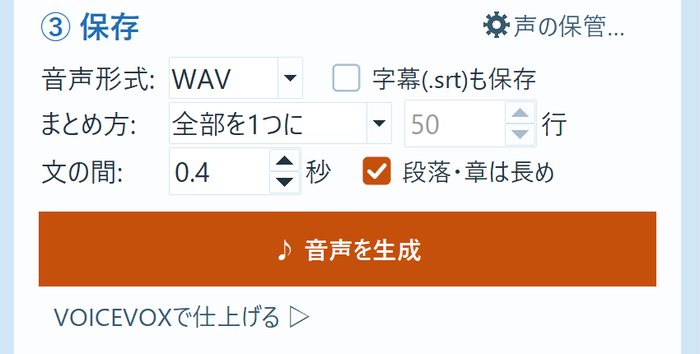 ③ 保存
声の保管...
音声形式: WAV 字幕(.srt)も保存
まとめ方: 全部を1つに 50 行
文の間: 0.4 秒 段落・章は長め
♪ 音声を生成
VOICEVOXで仕上げる ▷